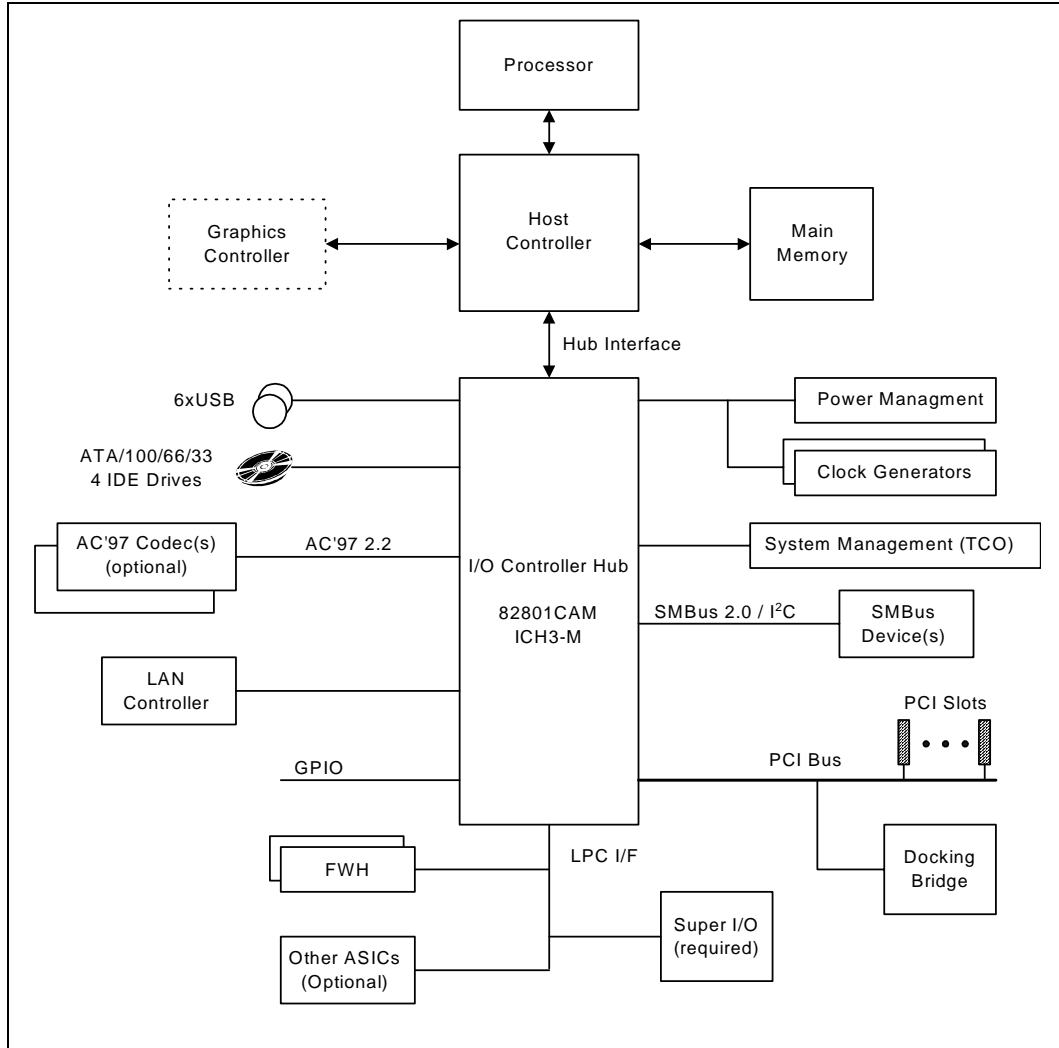 Processor
Host
Controller
Graphics
Controller
Main
Memory
Hub Interface
6xUSB
Power Managment
ATA/100/66/33
4 IDE Drives
Clock Generators
AC'97 Codec(s)
(optional)
AC'97 2.2
System Management (TCO)
I/O Controller Hub
82801CAM
ICH3-M
SMBus 2.0 / I²C
SMBus
Device(s)
LAN
Controller
PCI Slots
GPIO
PCI Bus
FWH
LPC I/F
Docking
Bridge
Super I/O
(required)
Other ASICs
(Optional)